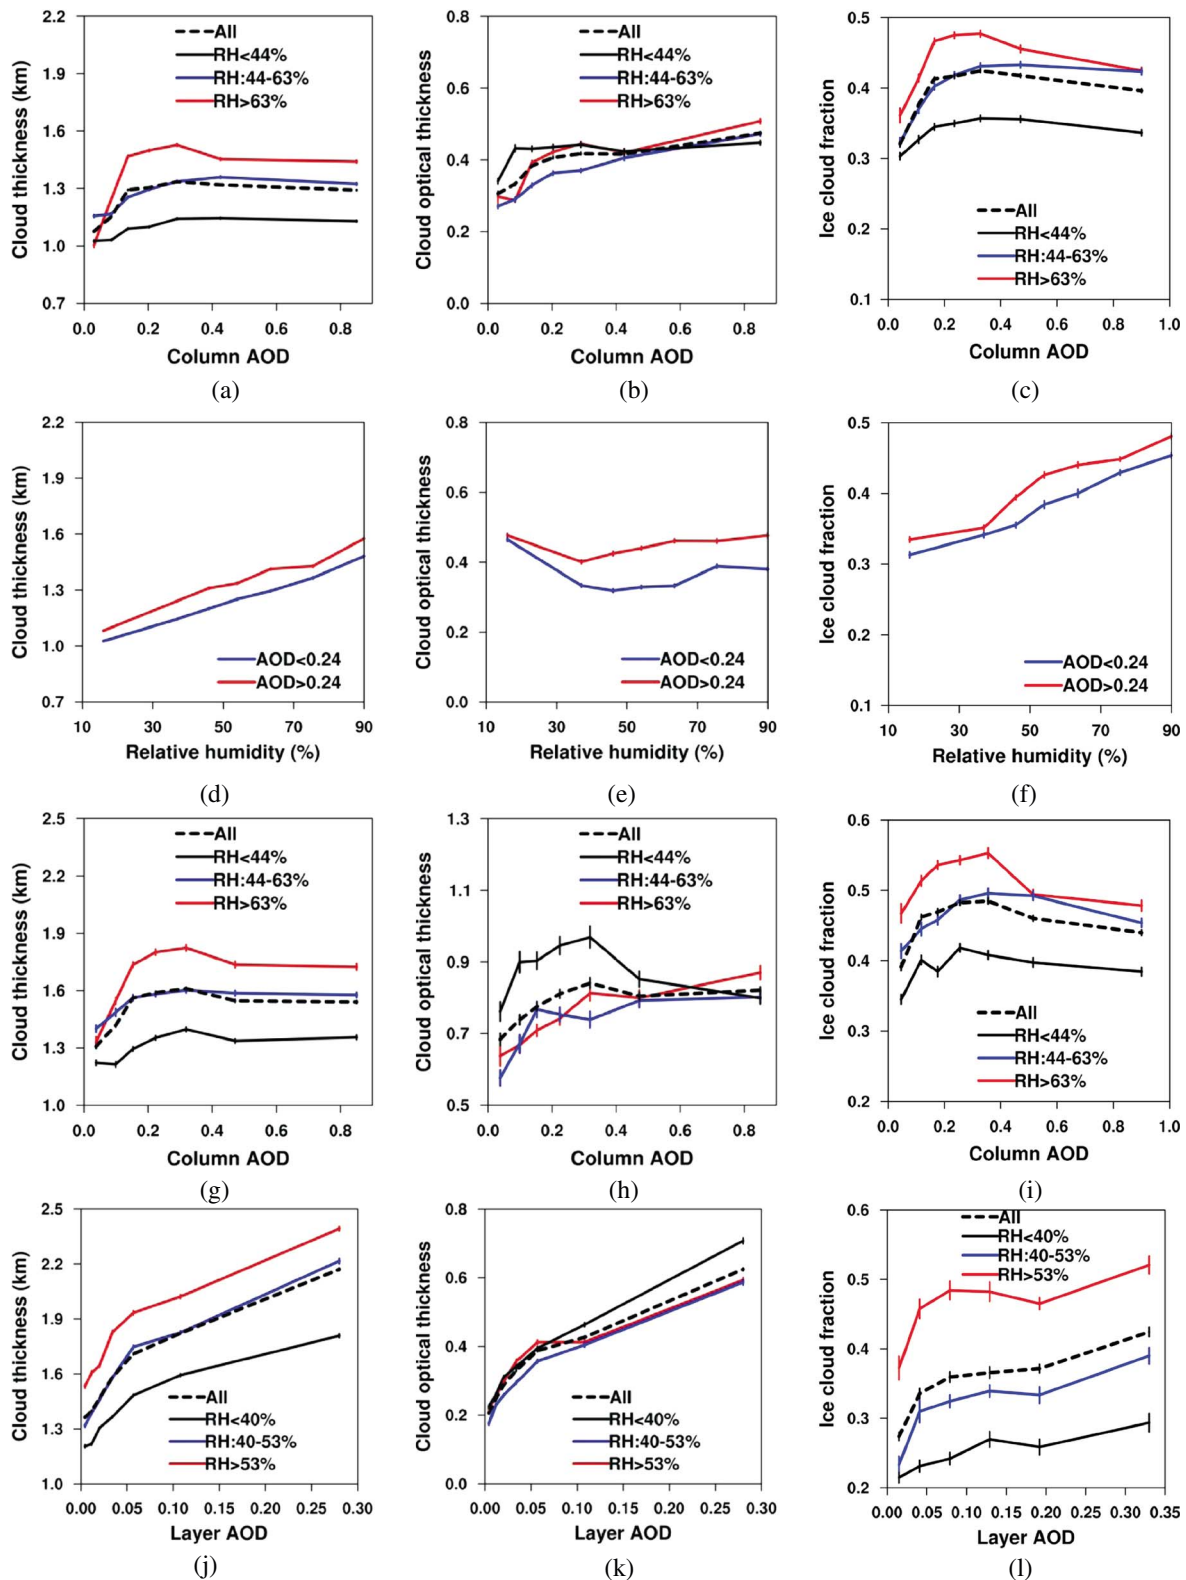 2.2
1.9
1.6
1.3
1.0
0.7
Cloud thickness (km)
All
RH<44%
RH:44-63%
RH>63%
0.0 0.2 0.4 0.6 0.8
Column AOD
(a)
0.8
0.6
0.4
0.2
0.0
Cloud optical thickness
All
RH<44%
RH:44-63%
RH>63%
0.0 0.2 0.4 0.6 0.8
Column AOD
(b)
0.5
0.4
0.3
0.2
0.1
Ice cloud fraction
All
RH<44%
RH:44-63%
RH>63%
0.0 0.2 0.4 0.6 0.8 1.0
Column AOD
(c)
2.2
1.9
1.6
1.3
1.0
0.7
Cloud thickness (km)
AOD<0.24
AOD>0.24
10 30 50 70 90
Relative humidity (%)
(d)
0.8
0.6
0.4
0.2
0.0
Cloud optical thickness
AOD<0.24
AOD>0.24
10 30 50 70 90
Relative humidity (%)
(e)
0.5
0.4
0.3
0.2
0.1
Ice cloud fraction
AOD<0.24
AOD>0.24
10 30 50 70 90
Relative humidity (%)
(f)
2.5
2.2
1.9
1.6
1.3
1.0
Cloud thickness (km)
All
RH<44%
RH:44-63%
RH>63%
0.0 0.2 0.4 0.6 0.8
Column AOD
(g)
1.3
1.1
0.9
0.7
0.5
Cloud optical thickness
All
RH<44%
RH:44-63%
RH>63%
0.0 0.2 0.4 0.6 0.8
Column AOD
(h)
0.6
0.5
0.4
0.3
0.2
Ice cloud fraction
All
RH<44%
RH:44-63%
RH>63%
0.0 0.2 0.4 0.6 0.8 1.0
Column AOD
(i)
2.5
2.2
1.9
1.6
1.3
1.0
Cloud thickness (km)
All
RH<40%
RH:40-53%
RH>53%
0.00 0.05 0.10 0.15 0.20 0.25 0.30
Layer AOD
(j)
0.8
0.6
0.4
0.2
0.0
Cloud optical thickness
All
RH<40%
RH:40-53%
RH>53%
0.00 0.05 0.10 0.15 0.20 0.25 0.30
Layer AOD
(k)
0.6
0.5
0.4
0.3
0.2
Ice cloud fraction
All
RH<40%
RH:40-53%
RH>53%
0.00 0.05 0.10 0.15 0.20 0.25 0.30 0.35
Layer AOD
(l)